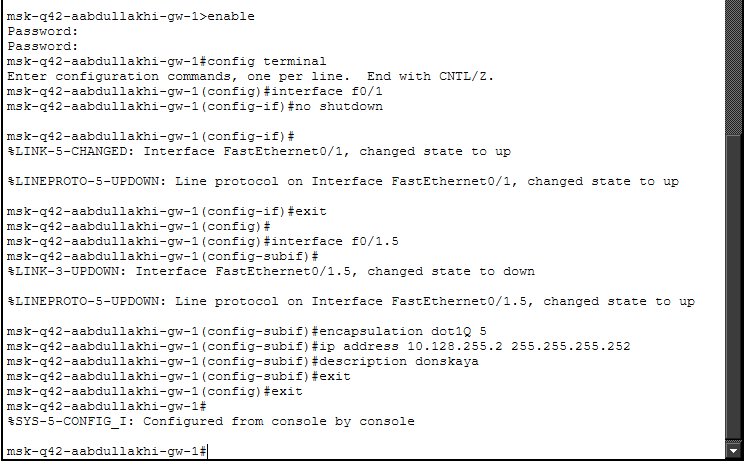 msk-q42-aabdullakhi-gw-1>enable
Password:
Password:
msk-q42-aabdullakhi-gw-1#config terminal
Enter configuration commands, one per line.  End with CNTL/Z.
msk-q42-aabdullakhi-gw-1(config)#interface f0/1
msk-q42-aabdullakhi-gw-1(config-if)#no shutdown
msk-q42-aabdullakhi-gw-1(config-if)#
%LINK-5-CHANGED: Interface FastEthernet0/1, changed state to up
%LINEPROTO-5-UPDOWN: Line protocol on Interface FastEthernet0/1, changed state to up
msk-q42-aabdullakhi-gw-1(config-if)#exit
msk-q42-aabdullakhi-gw-1(config)#
msk-q42-aabdullakhi-gw-1(config)#interface f0/1.5
msk-q42-aabdullakhi-gw-1(config-subif)#
%LINK-3-UPDOWN: Interface FastEthernet0/1.5, changed state to down
%LINEPROTO-5-UPDOWN: Line protocol on Interface FastEthernet0/1.5, changed state to up
msk-q42-aabdullakhi-gw-1(config-subif)#encapsulation dot1Q 5
msk-q42-aabdullakhi-gw-1(config-subif)#ip address 10.128.255.2 255.255.255.252
msk-q42-aabdullakhi-gw-1(config-subif)#description donskaya
msk-q42-aabdullakhi-gw-1(config-subif)#exit
msk-q42-aabdullakhi-gw-1(config)#exit
msk-q42-aabdullakhi-gw-1#
%SYS-5-CONFIG_I: Configured from console by console
msk-q42-aabdullakhi-gw-1#